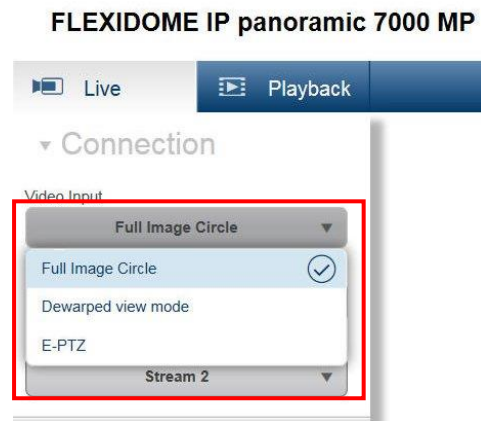 FLEXIDOME IP panoramic 7000 MP
Live Playback
Connection
Video Input
Full Image Circle
Full Image Circle
Dewarped view mode
E-PTZ
Stream 2